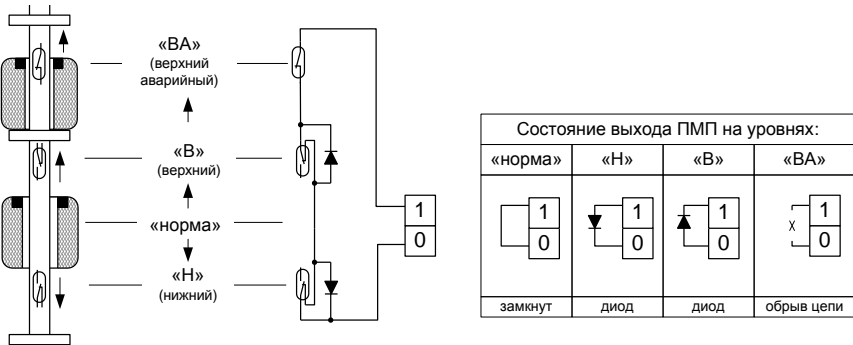 «ВА»
(верхний
аварийный)
«В»
(верхний)
«норма»
«Н»
(нижний)
1
0
Состояние выхода ПМП на уровнях:
«норма» «Н» «В» «ВА»
1 1 1 1
0 0 0 0
замкнут диод диод обрыв цепи